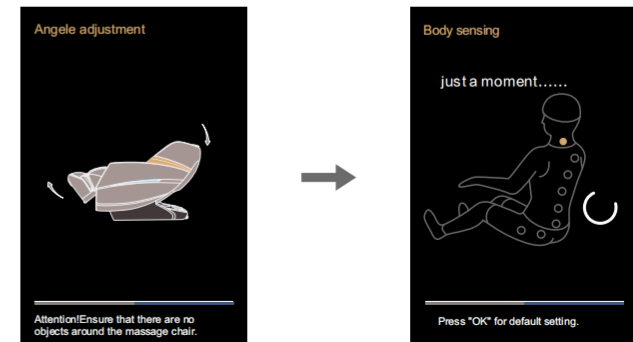 Angele adjustment
Attention!Ensure that there are no
objects around the massage chair.
Body sensing
just a moment......
Press "OK" for default setting.